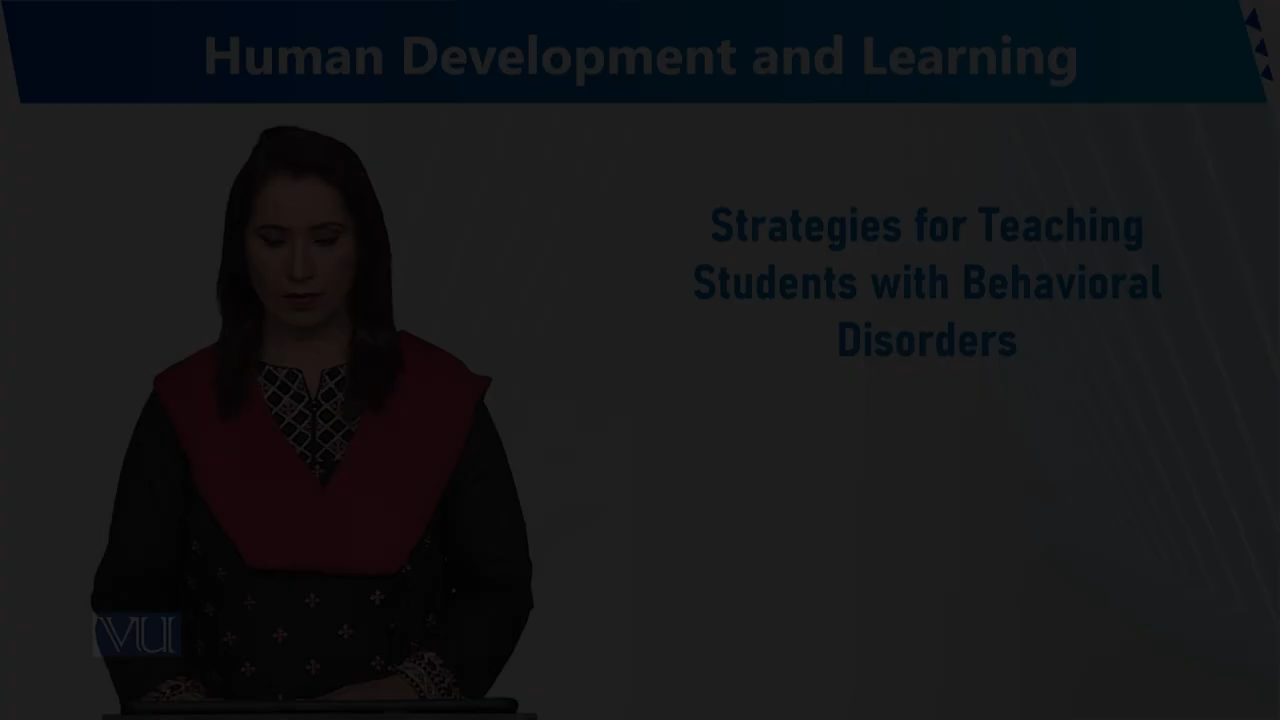 Human Development and Learning
Strategies for Teaching
Students with Behavioral
Disorders
VU